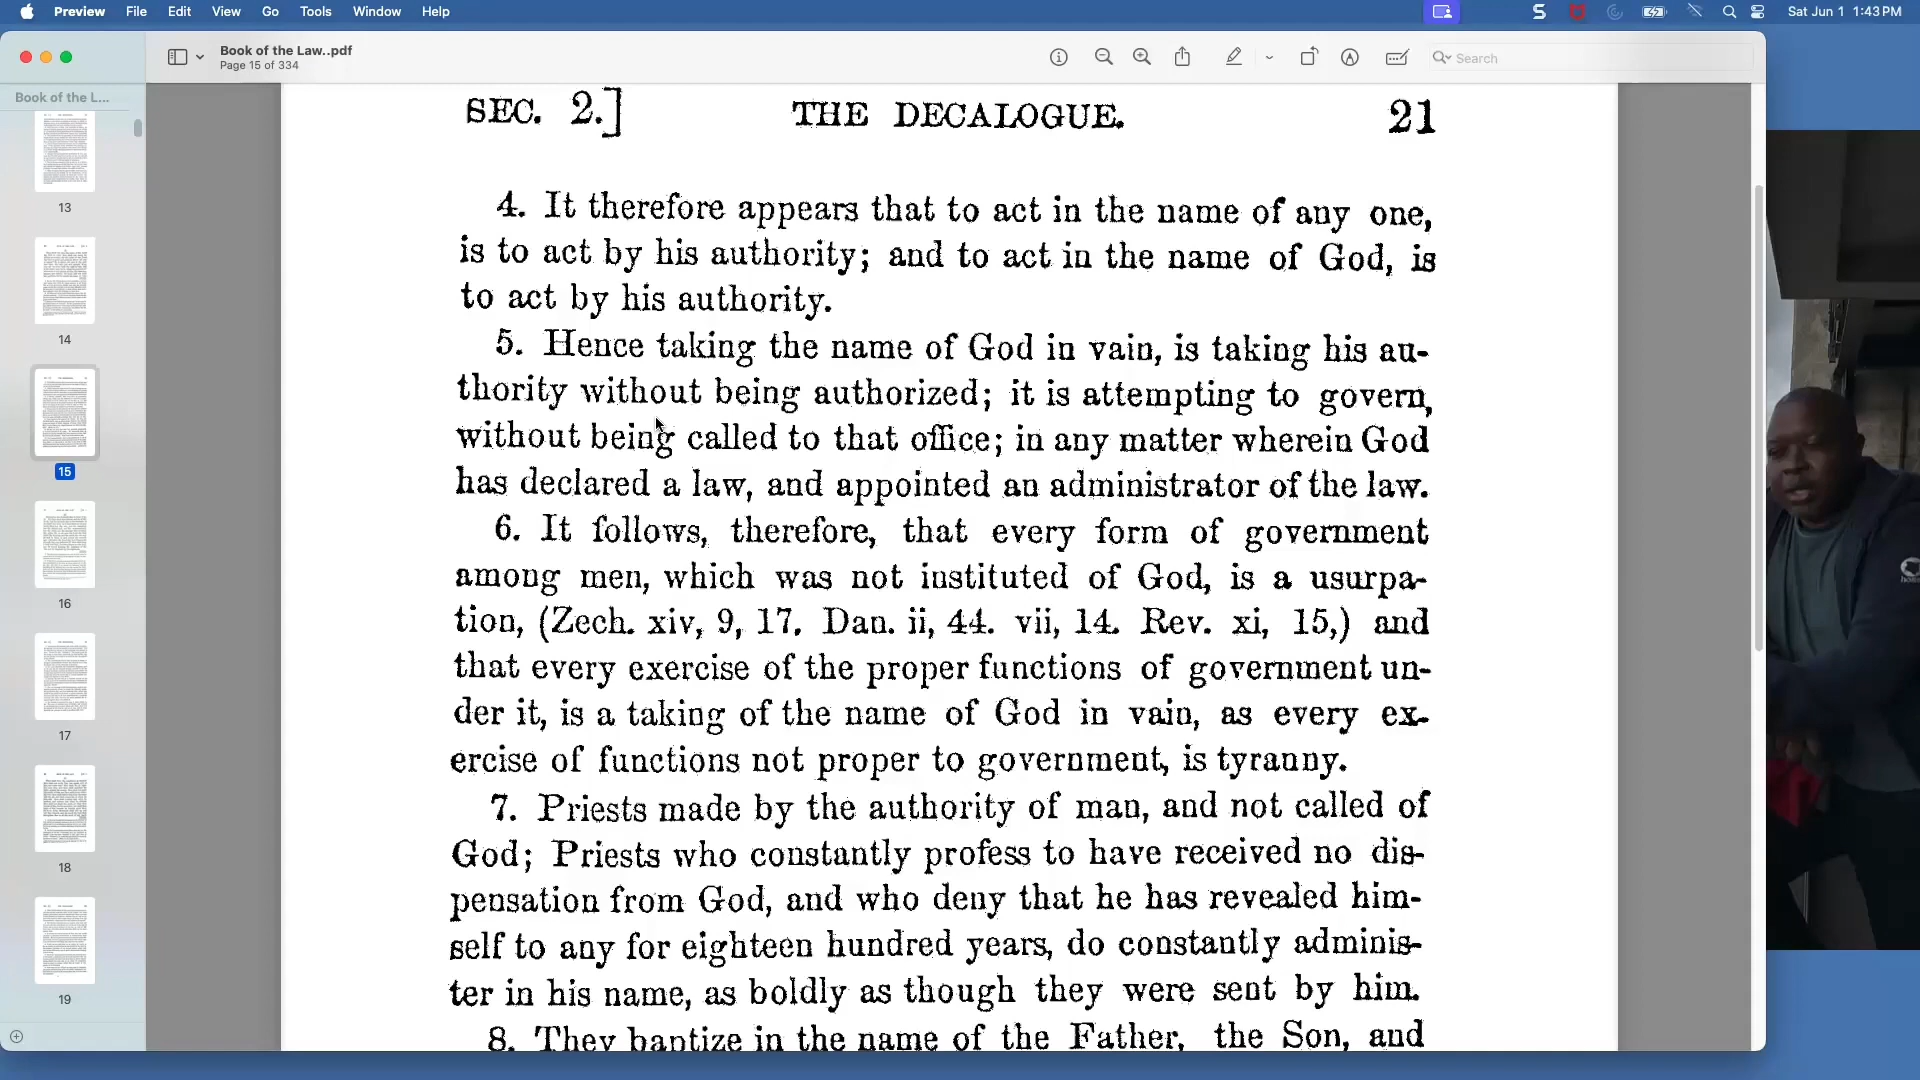 Preview File Edit View Go Tools Window Help
Sat Jun 1 1:43 PM
Book of the Law..pdf
Page 15 of 334
Search
Book of the L...
13
14
15
16
17
18
19
SEC. 2.] THE DECALOGUE. 21
4. It therefore appears that to act in the name of any one,
is to act by his authority; and to act in the name of God, is
to act by his authority.
5. Hence taking the name of God in vain, is taking his au-
thority without being authorized; it is attempting to govern,
without being called to that office; in any matter wherein God
has declared a law, and appointed an administrator of the law.
6. It follows, therefore, that every form of government
among men, which was not instituted of God, is a usurpa-
tion, (Zech. xiv, 9, 17. Dan. ii, 44. vii, 14. Rev. xi, 15,) and
that every exercise of the proper functions of government un-
der it, is a taking of the name of God in vain, as every ex-
ercise of functions not proper to government, is tyranny.
7. Priests made by the authority of man, and not called of
God; Priests who constantly profess to have received no dis-
pensation from God, and who deny that he has revealed him-
self to any for eighteen hundred years, do constantly adminis-
ter in his name, as boldly as though they were sent by him.
8. They baptize in the name of the Father, the Son, and